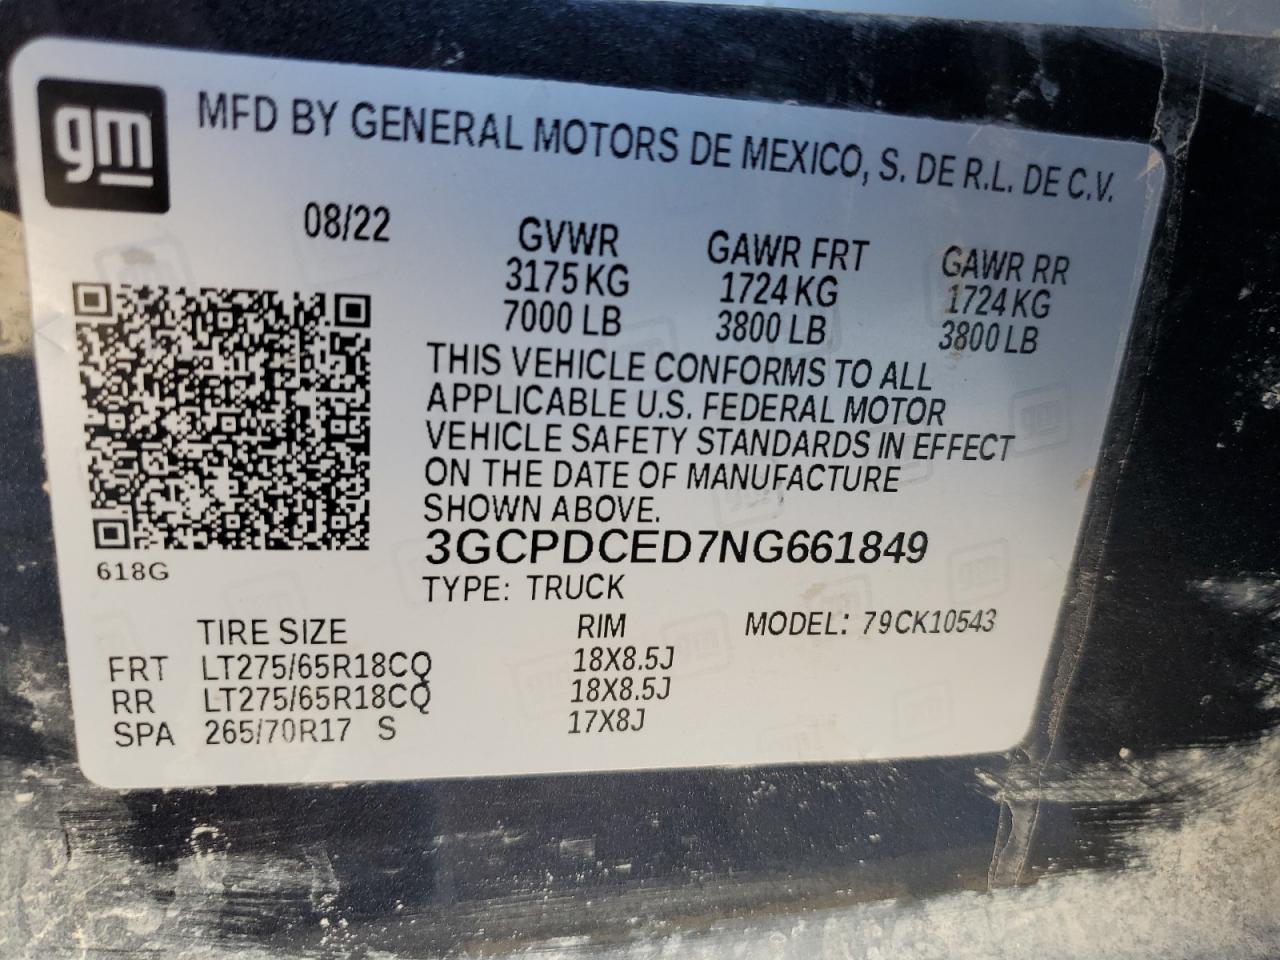 gm
MFD BY GENERAL MOTORS DE MEXICO, S. DE R.L. DE C.V.
08/22 GVWR GAWR FRT GAWR RR
3175 KG 1724 KG 1724 KG
7000 LB 3800 LB 3800 LB
THIS VEHICLE CONFORMS TO ALL
APPLICABLE U.S. FEDERAL MOTOR
VEHICLE SAFETY STANDARDS IN EFFECT
ON THE DATE OF MANUFACTURE
SHOWN ABOVE.
3GCPDCED7NG661849
618G
TYPE: TRUCK
TIRE SIZE RIM MODEL: 79CK10543
FRT LT275/65R18CQ 18X8.5J
RR LT275/65R18CQ 18X8.5J
SPA 265/70R17 S 17X8J